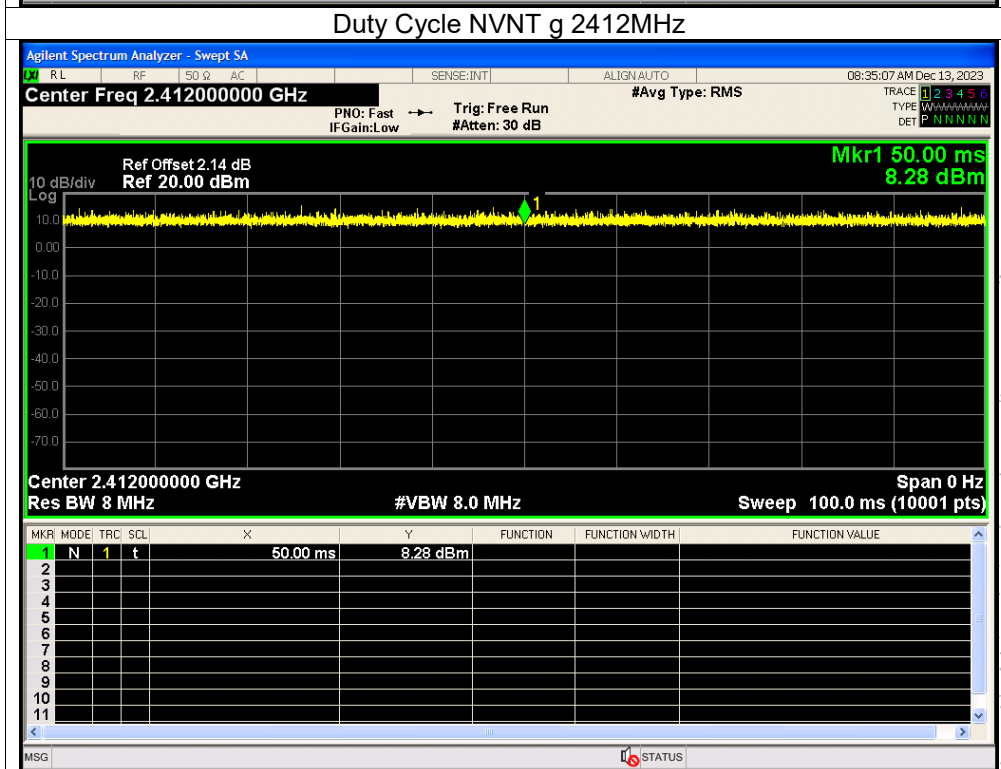 Duty Cycle NVNT g 2412MHz
Agilent Spectrum Analyzer - Swept SA
LXI RL RF 50 Ω AC SENSE:INT ALIGN AUTO 08:35:07 AM Dec 13, 2023
Center Freq 2.412000000 GHz #Avg Type: RMS TRACE 1 2 3 4 5 6
PNO: Fast Trig: Free Run TYPE
IFGain:Low #Atten: 30 dB DET P N N N N N
Mkr1 50.00 ms
8.28 dBm
Ref Offset 2.14 dB
10 dB/div Ref 20.00 dBm
Log
1
10.0
0.00
-10.0
-20.0
-30.0
-40.0
-50.0
-60.0
-70.0
Center 2.412000000 GHz Span 0 Hz
Res BW 8 MHz #VBW 8.0 MHz Sweep 100.0 ms (10001 pts)
MKR MODE TRC SCL X Y FUNCTION FUNCTION WIDTH FUNCTION VALUE
1 N 1 t 50.00 ms 8.28 dBm
2
3
4
5
6
7
8
9
10
11
MSG STATUS